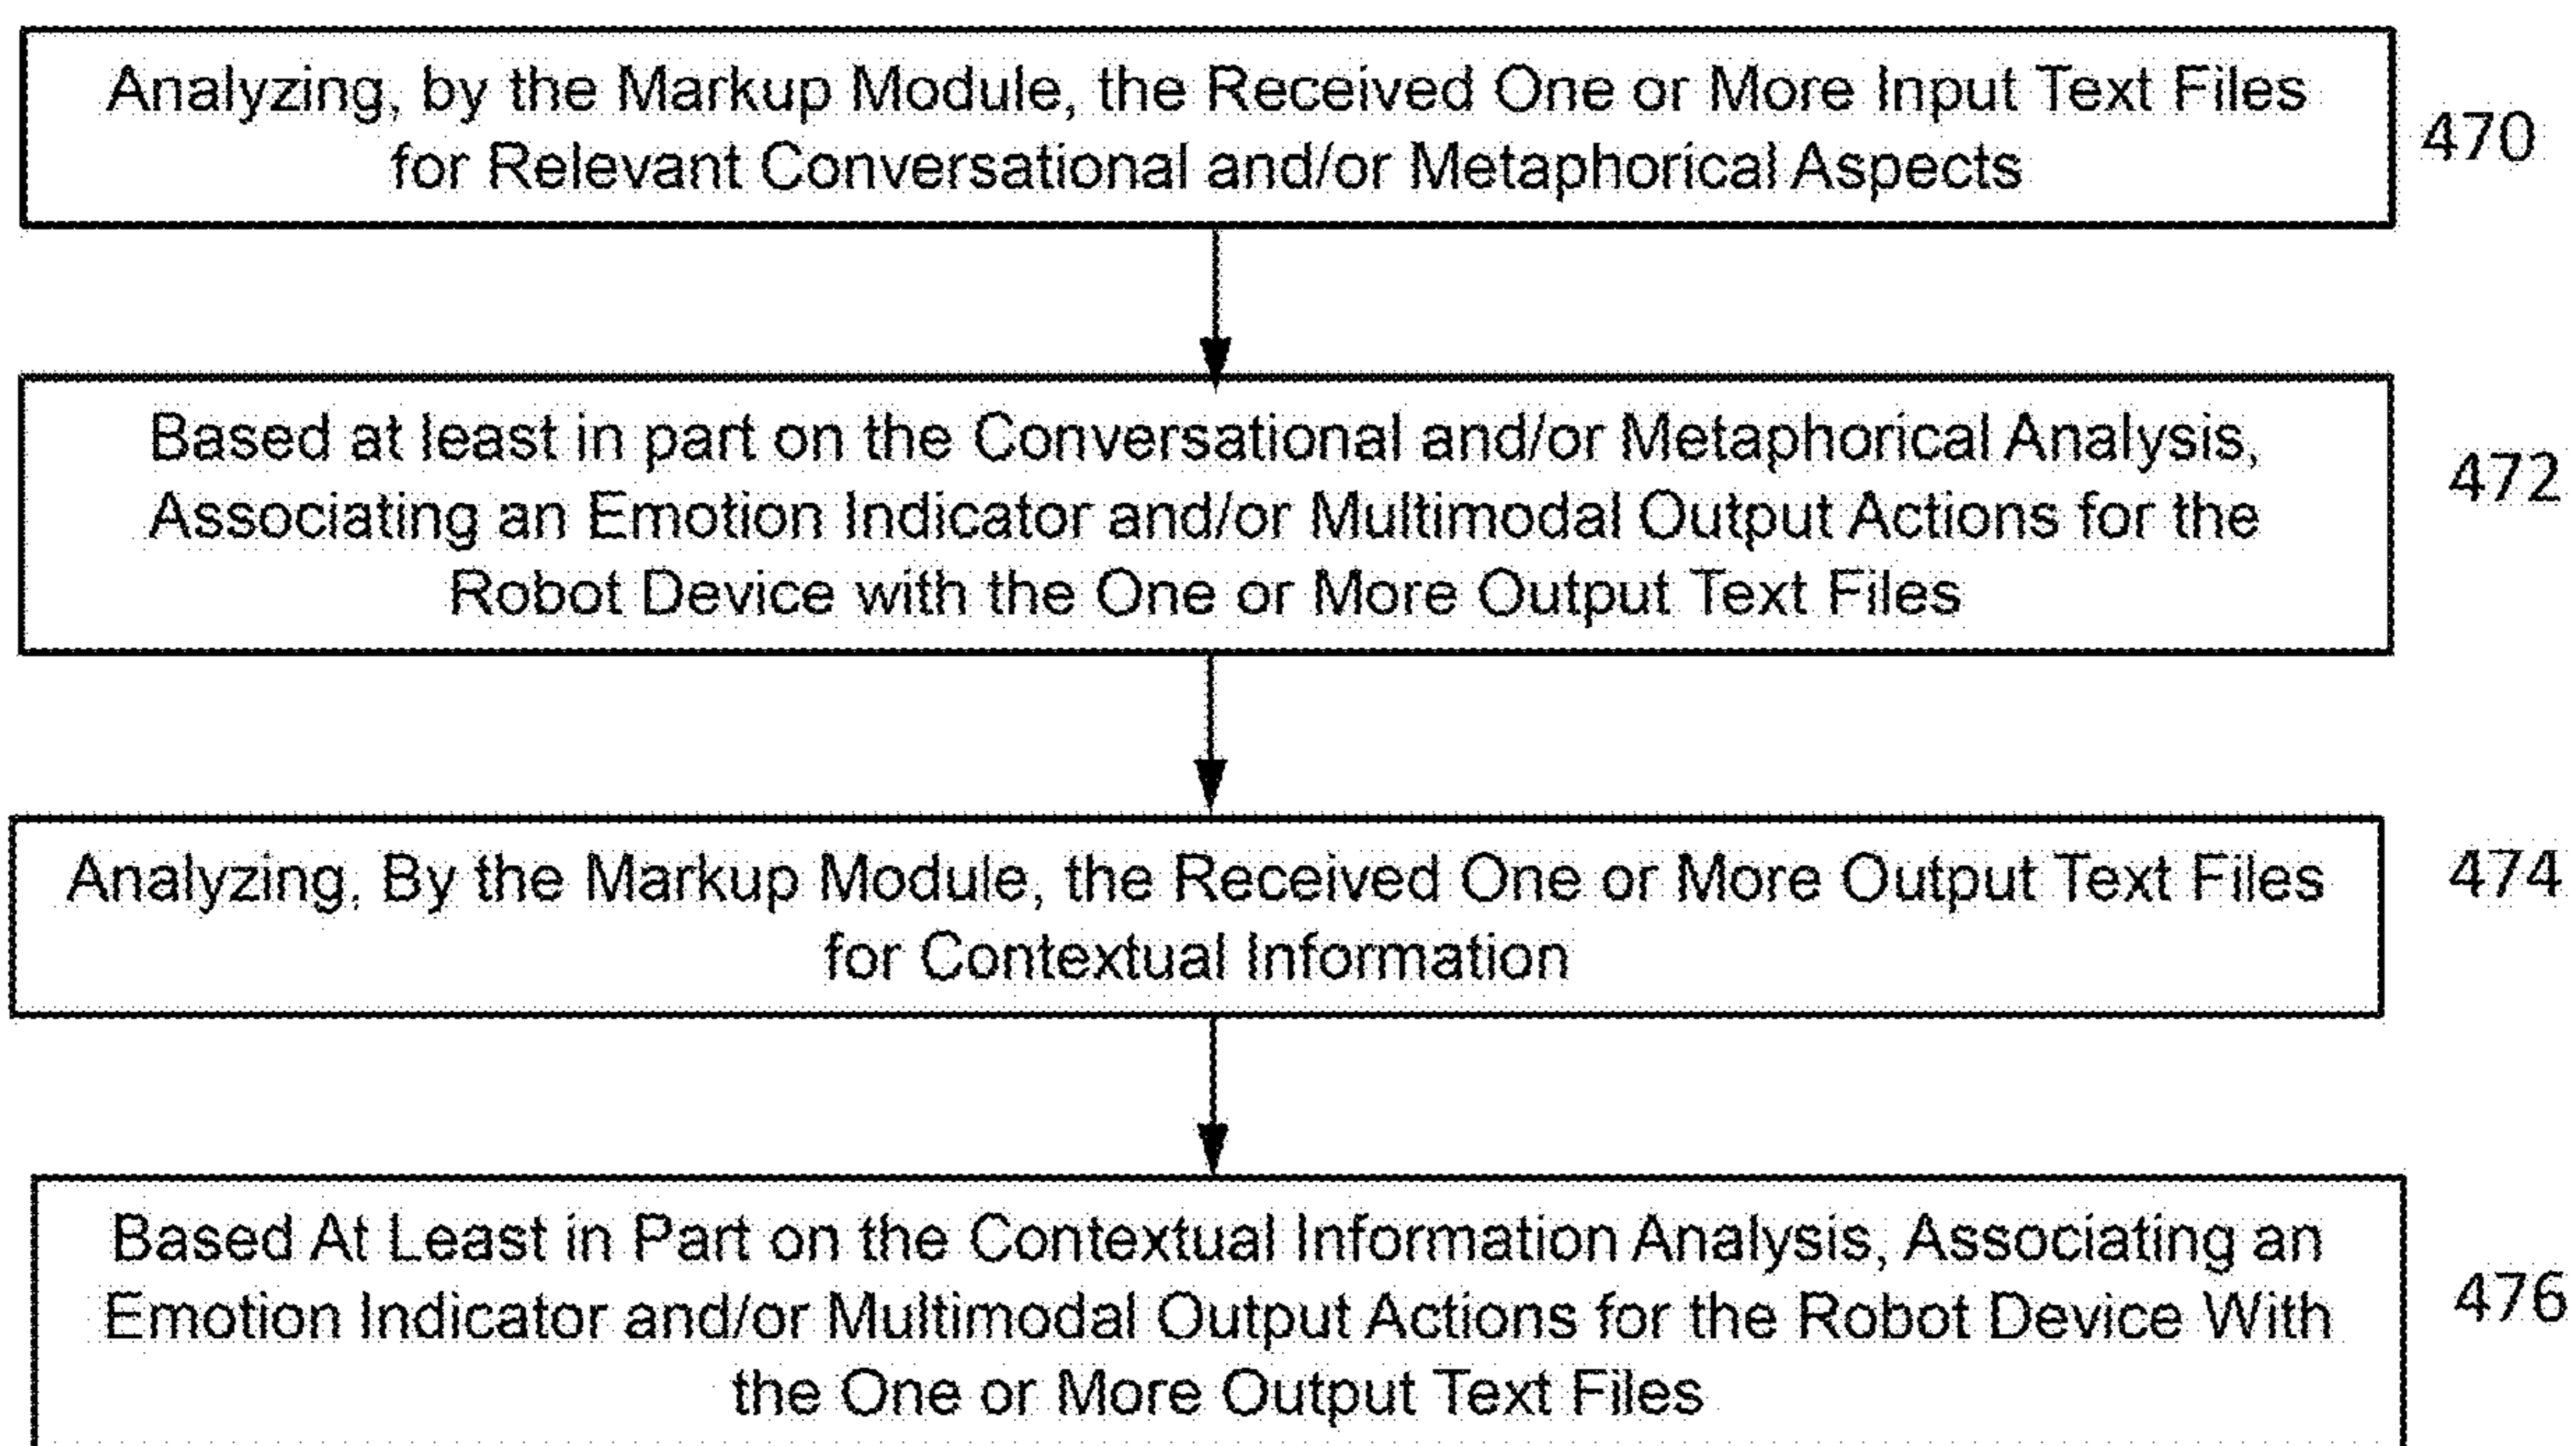 Analyzing, by the Markup Module, the Received One or More Input Text Files
for Relevant Conversational and/or Metaphorical Aspects
470
Based at least in part on the Conversational and/or Metaphorical Analysis,
Associating an Emotion Indicator and/or Multimodal Output Actions for the
Robot Device with the One or More Output Text Files
472
Analyzing, By the Markup Module, the Received One or More Output Text Files
for Contextual Information
474
Based At Least in Part on the Contextual Information Analysis, Associating an
Emotion Indicator and/or Multimodal Output Actions for the Robot Device With
the One or More Output Text Files
476